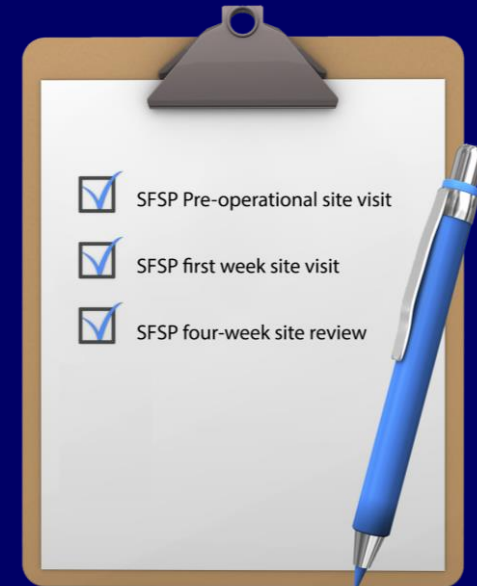 SFSP Pre-operational site visit
SFSP first week site visit
SFSP four-week site review